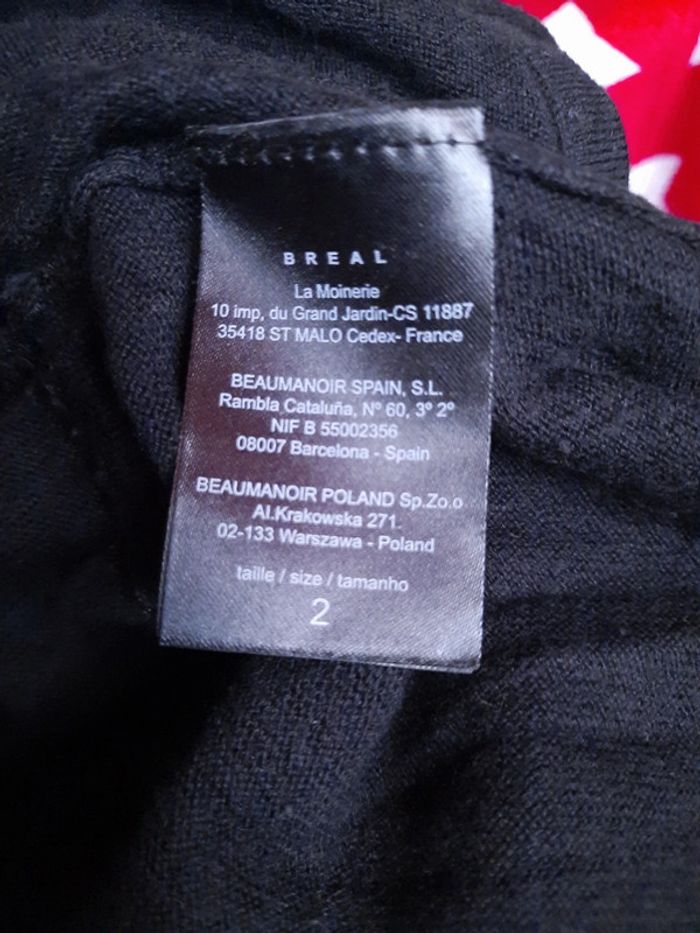 BREAL
La Moinerie
10 imp, du Grand Jardin-CS 11887
35418 ST MALO Cedex- France
BEAUMANOIR SPAIN, S.L.
Rambla Cataluña, Nº 60, 3º 2º
NIF B 55002356
08007 Barcelona - Spain
BEAUMANOIR POLAND Sp.Zo.o
Al.Krakowska 271.
02-133 Warszawa - Poland
taille / size / tamanho
2